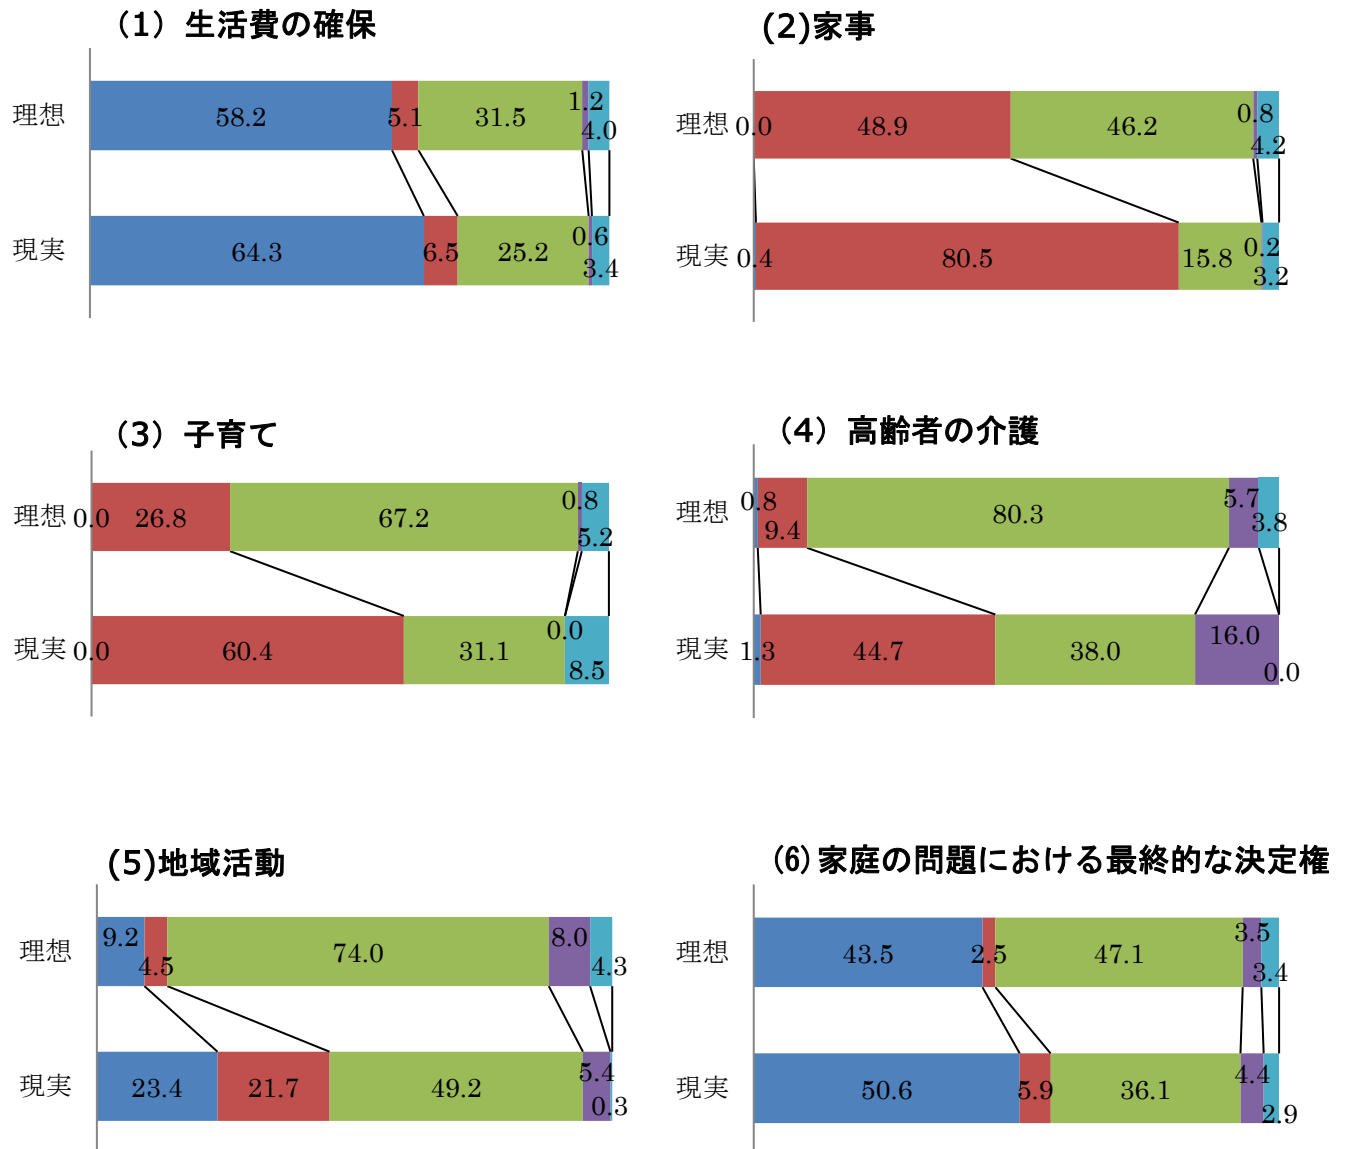 （1）生活費の確保
理想 58.2 5.1 31.5 1.2 4.0
現実 64.3 6.5 25.2 0.6 3.4
(2)家事
理想 0.0 48.9 46.2 0.8 4.2
現実 0.4 80.5 15.8 0.2 3.2
（3）子育て
理想 0.0 26.8 67.2 0.8 5.2
現実 0.0 60.4 31.1 0.0 8.5
（4）高齢者の介護
理想 0.8 9.4 80.3 5.7 3.8
現実 1.3 44.7 38.0 16.0 0.0
(5)地域活動
理想 9.2 4.5 74.0 8.0 4.3
現実 23.4 21.7 49.2 5.4 0.3
（6）家庭の問題における最終的な決定権
理想 43.5 2.5 47.1 3.5 3.4
現実 50.6 5.9 36.1 4.4 2.9